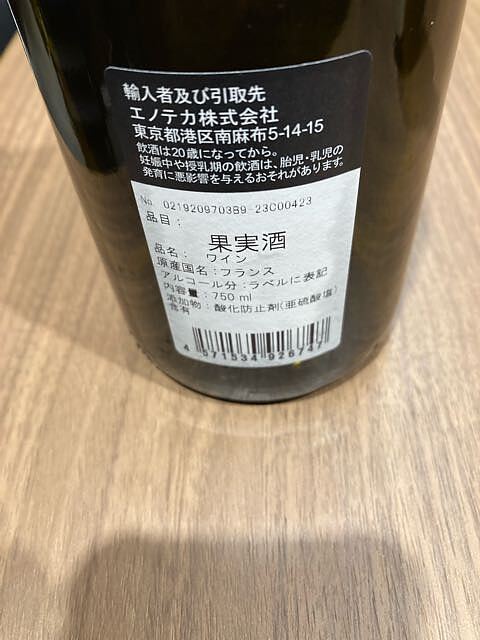 輸入者及び引取先
エノテカ株式会社
東京都港区南麻布5-14-15
飲酒は20歳になってから。
妊娠中や授乳期の飲酒は、胎児・乳児の
発育に悪影響を与えるおそれがあります。
No. 0219209703B9-23C00423
品目：
果実酒
品名： ワイン
原産国名：フランス
アルコール分：ラベルに表記
内容量：750 ml
添加物：酸化防止剤(亜硫酸塩)
含有
4 571534 926747